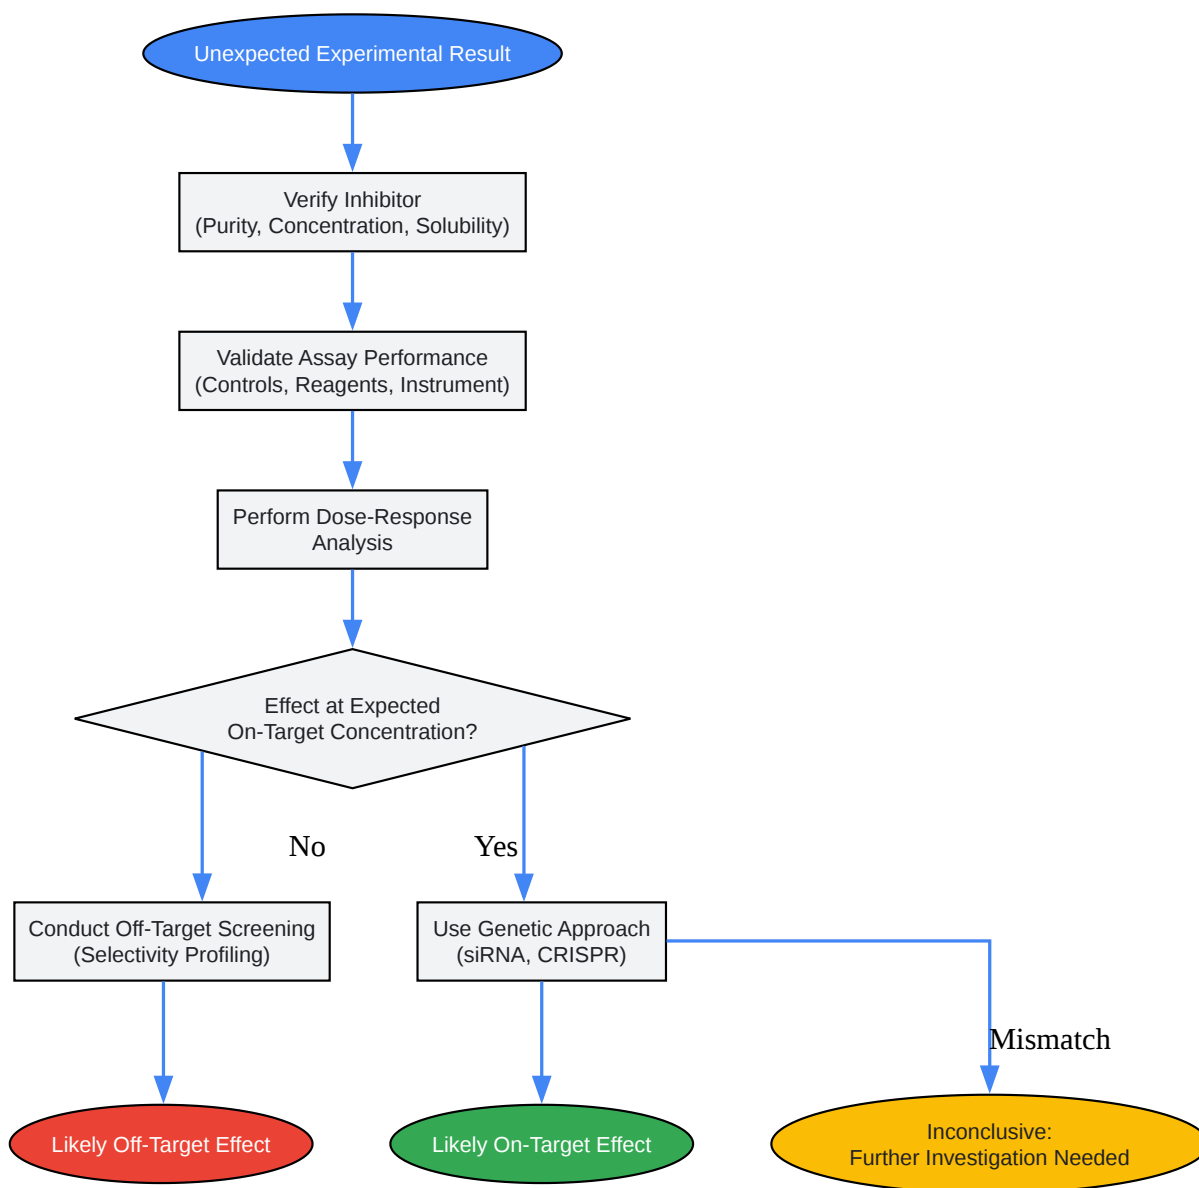 Unexpected Experimental Result
Verify Inhibitor
(Purity, Concentration, Solubility)
Validate Assay Performance
(Controls, Reagents, Instrument)
Perform Dose-Response
Analysis
Effect at Expected
On-Target Concentration?
No
Yes
Conduct Off-Target Screening
(Selectivity Profiling)
Use Genetic Approach
(siRNA, CRISPR)
Mismatch
Likely Off-Target Effect
Likely On-Target Effect
Inconclusive:
Further Investigation Needed